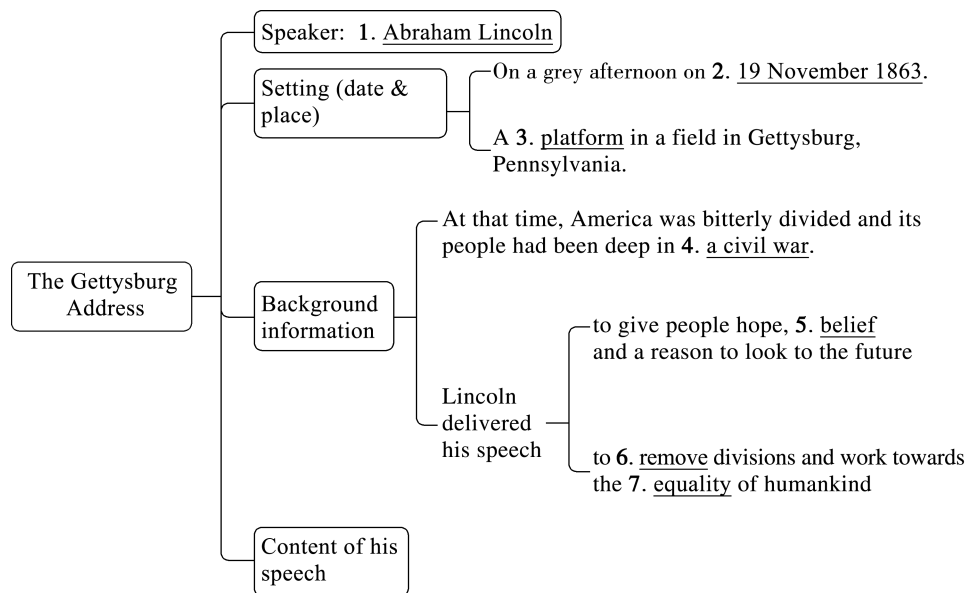 Speaker: 1. Abraham Lincoln
Setting (date &
place)
On a grey afternoon on 2. 19 November 1863.
A 3. platform in a field in Gettysburg,
Pennsylvania.
The Gettysburg
Address
Background
information
At that time, America was bitterly divided and its
people had been deep in 4. a civil war.
Lincoln
delivered
his speech
to give people hope, 5. belief
and a reason to look to the future
to 6. remove divisions and work towards
the 7. equality of humankind
Content of his
speech